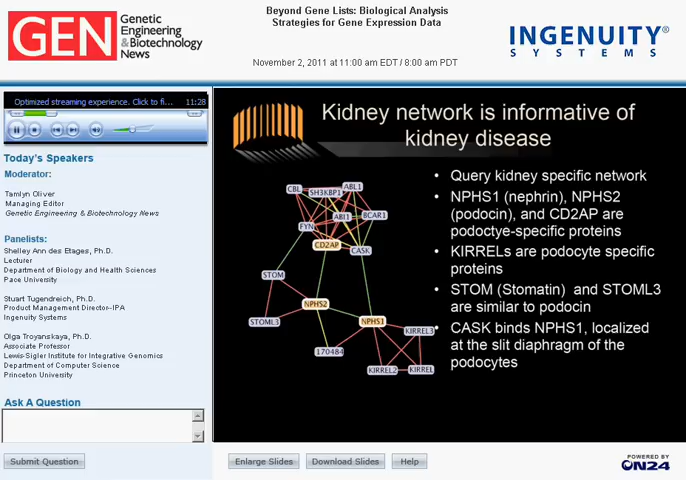 GEN Genetic
Engineering
& Biotechnology
News
Beyond Gene Lists: Biological Analysis
Strategies for Gene Expression Data
November 2, 2011 at 11:00 am EDT / 8:00 am PDT
INGENUITY®
SYSTEMS
Optimized streaming experience. Click to fi... 11:28
Today's Speakers
Moderator:
Tamlyn Oliver
Managing Editor
Genetic Engineering & Biotechnology News
Panelists:
Shelley Ann des Etages, Ph.D.
Lecturer
Department of Biology and Health Sciences
Pace University
Stuart Tugendreich, Ph.D.
Product Management Director-IPA
Ingenuity Systems
Olga Troyanskaya, Ph.D.
Associate Professor
Lewis-Sigler Institute for Integrative Genomics
Department of Computer Science
Princeton University
Ask A Question
Submit Question
Kidney network is informative of
kidney disease
CBL
SH3KBP1
ABL1
ABI1
BCAR1
FYN
CD2AP
CASK
STOM
NPHS2
STOML3
NPHS1
KIRREL3
170484
KIRREL2
KIRREL
• Query kidney specific network
• NPHS1 (nephrin), NPHS2
(podocin), and CD2AP are
podoctye-specific proteins
• KIRRELs are podocyte specific
proteins
• STOM (Stomatin) and STOML3
are similar to podocin
• CASK binds NPHS1, localized
at the slit diaphragm of the
podocytes
Enlarge Slides
Download Slides
Help
POWERED BY
ON24